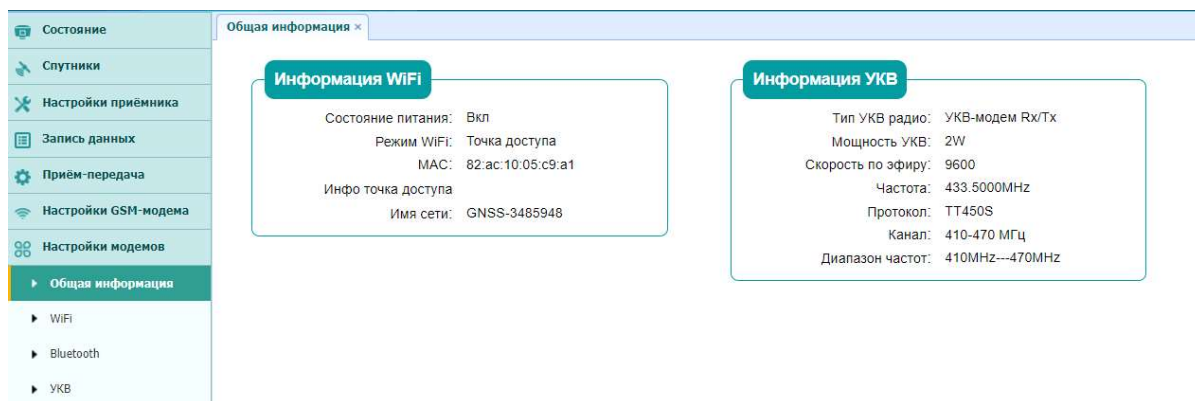 Состояние
Спутники
Настройки приёмника
Запись данных
Приём-передача
Настройки GSM-модема
Настройки модемов
Общая информация
WiFi
Bluetooth
УКВ
Общая информация ×
Информация WiFi
Состояние питания: Вкл
Режим WiFi: Точка доступа
MAC: 82:ac:10:05:c9:a1
Инфо точка доступа
Имя сети: GNSS-3485948
Информация УКВ
Тип УКВ радио: УКВ-модем Rx/Tx
Мощность УКВ: 2W
Скорость по эфиру: 9600
Частота: 433.5000MHz
Протокол: TT450S
Канал: 410-470 МГц
Диапазон частот: 410MHz---470MHz